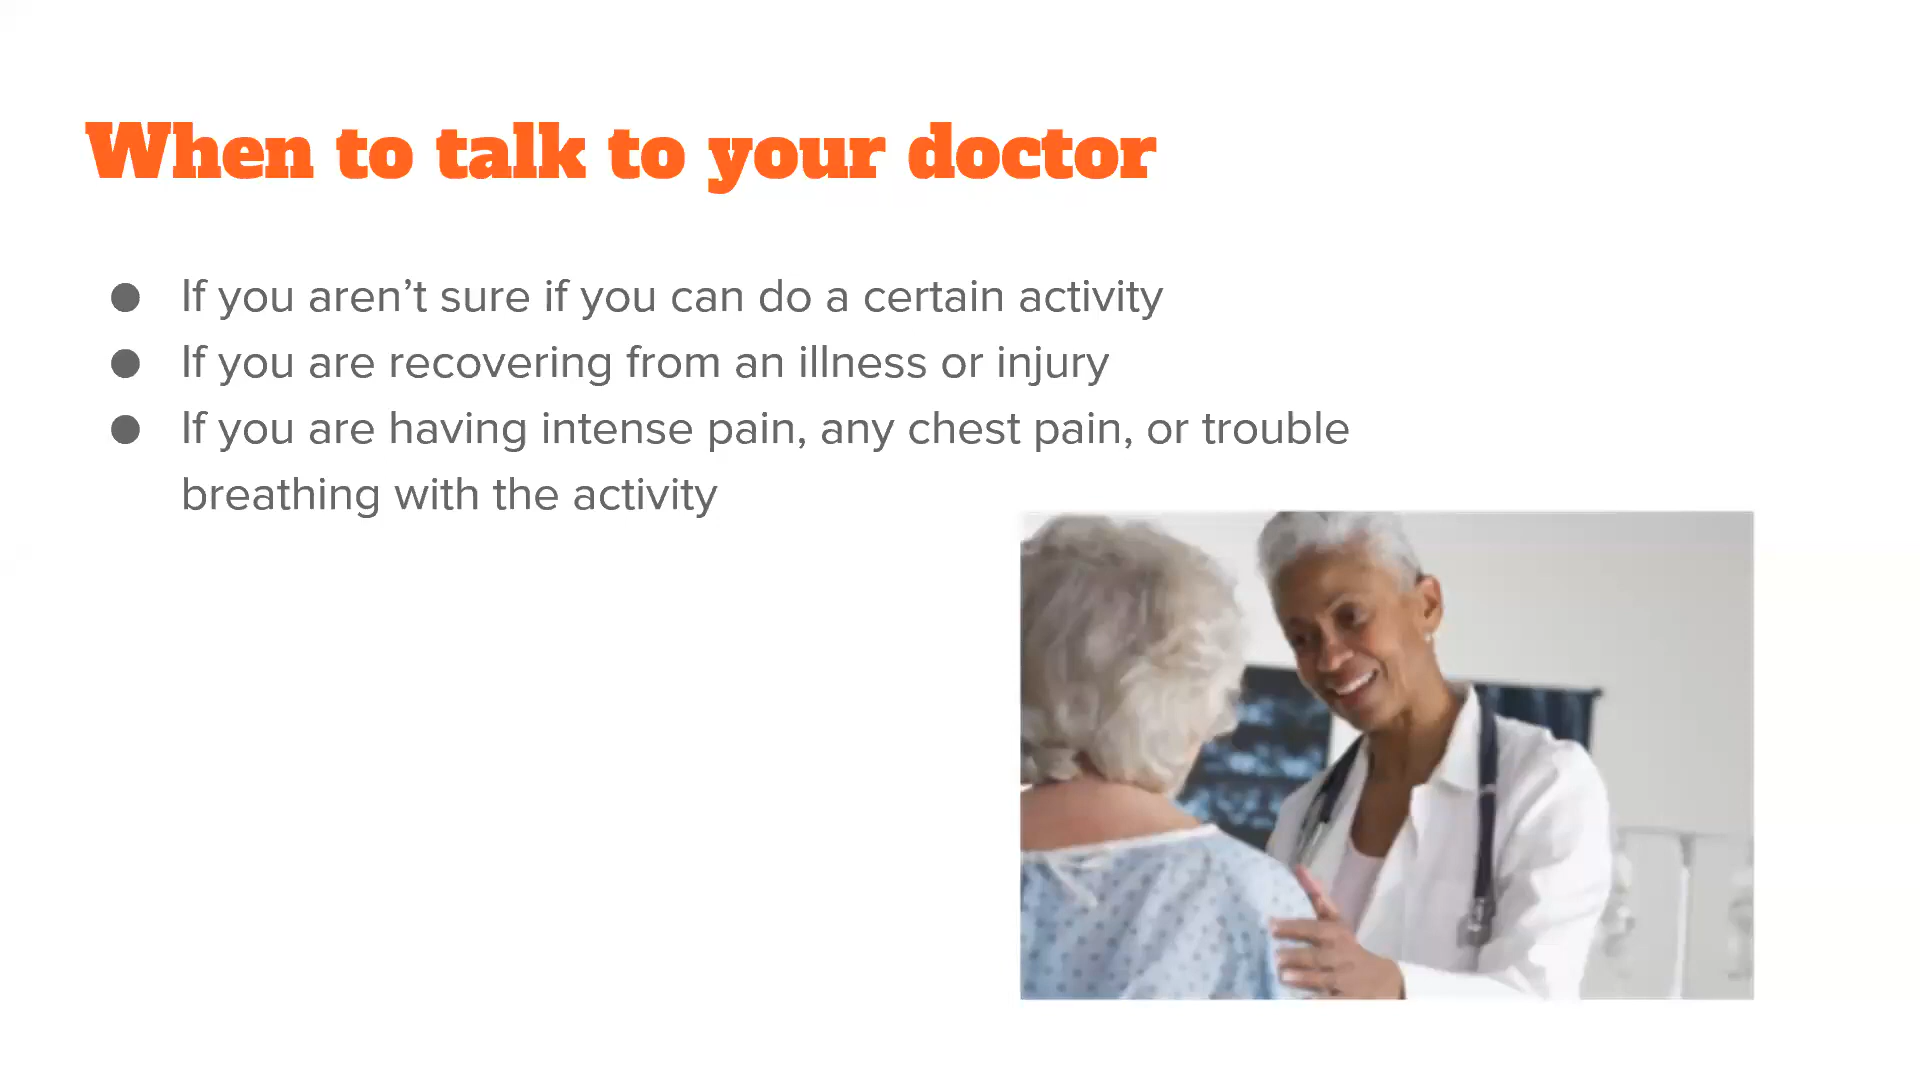 When to talk to your doctor
● If you aren’t sure if you can do a certain activity
● If you are recovering from an illness or injury
● If you are having intense pain, any chest pain, or trouble
breathing with the activity